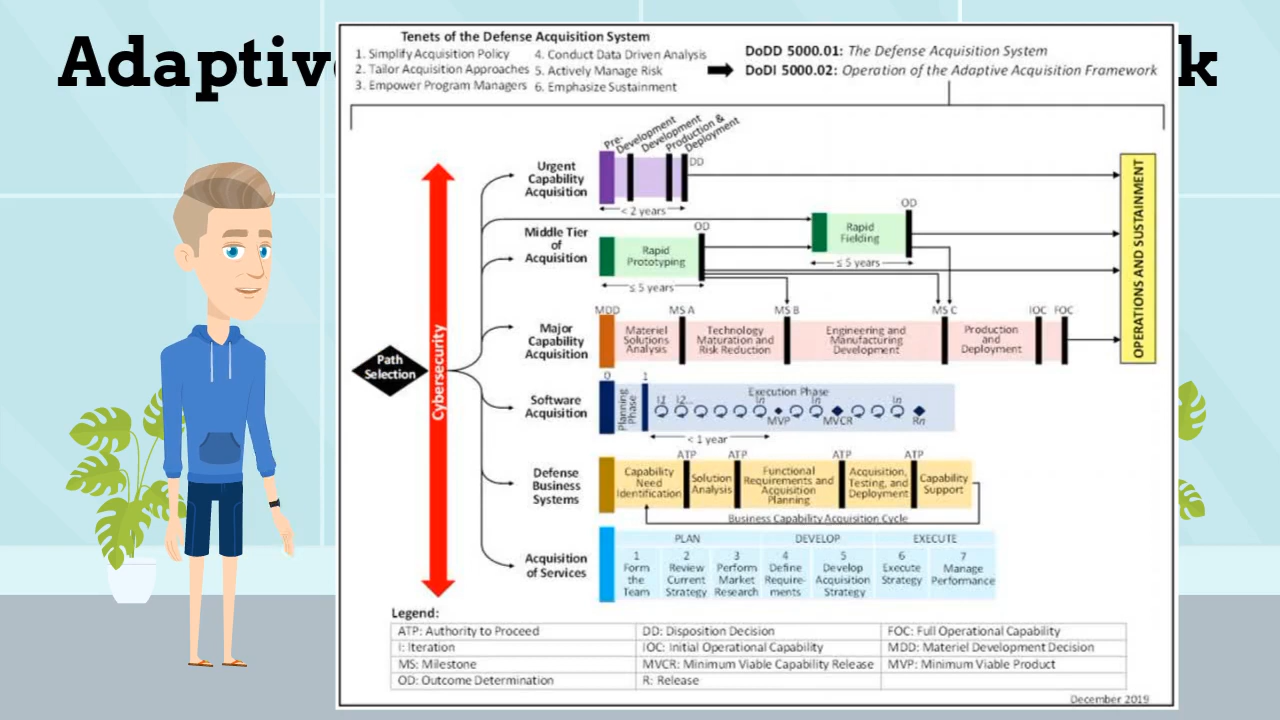 Adaptiv
k
Tenets of the Defense Acquisition System
1. Simplify Acquisition Policy
2. Tailor Acquisition Approaches
3. Empower Program Managers
4. Conduct Data Driven Analysis
5. Actively Manage Risk
6. Emphasize Sustainment
DoDD 5000.01: The Defense Acquisition System
DoDI 5000.02: Operation of the Adaptive Acquisition Framework
Path
Selection
Cybersecurity
Urgent
Capability
Acquisition
Pre-
Development
Development
Production &
Deployment
DD
< 2 years
Middle Tier
of
Acquisition
Rapid
Prototyping
OD
≤ 5 years
Rapid
Fielding
OD
≤ 5 years
Major
Capability
Acquisition
MDD
Materiel
Solutions
Analysis
MS A
Technology
Maturation and
Risk Reduction
MS B
Engineering and
Manufacturing
Development
MS C
Production
and
Deployment
IOC
FOC
OPERATIONS AND SUSTAINMENT
Software
Acquisition
0
Planning
Phase
1
Execution Phase
I1
I2...
In
MVP
In
MVCR
In
Rn
< 1 year
Defense
Business
Systems
Capability
Need
Identification
ATP
Solution
Analysis
ATP
Functional
Requirements and
Acquisition
Planning
ATP
Acquisition,
Testing, and
Deployment
ATP
Capability
Support
Business Capability Acquisition Cycle
Acquisition
of Services
PLAN
DEVELOP
EXECUTE
1
Form
the
Team
2
Review
Current
Strategy
3
Perform
Market
Research
4
Define
Require-
ments
5
Develop
Acquisition
Strategy
6
Execute
Strategy
7
Manage
Performance
Legend:
ATP: Authority to Proceed
DD: Disposition Decision
FOC: Full Operational Capability
I: Iteration
IOC: Initial Operational Capability
MDD: Materiel Development Decision
MS: Milestone
MVCR: Minimum Viable Capability Release
MVP: Minimum Viable Product
OD: Outcome Determination
R: Release
December 2019